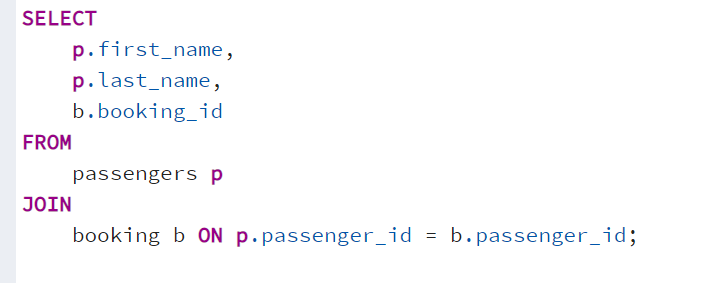 SELECT
p.first_name,
p.last_name,
b.booking_id
FROM
passengers p
JOIN
booking b ON p.passenger_id = b.passenger_id;